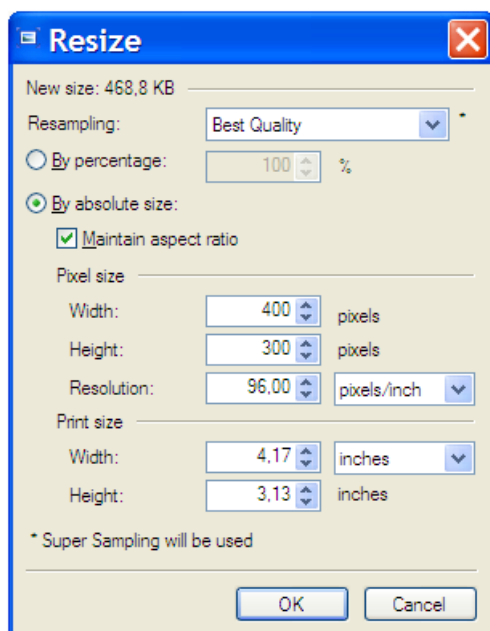 Resize
New size: 468,8 KB
Resampling: Best Quality *
By percentage: 100 %
By absolute size:
Maintain aspect ratio
Pixel size
Width: 400 pixels
Height: 300 pixels
Resolution: 96,00 pixels/inch
Print size
Width: 4,17 inches
Height: 3,13 inches
* Super Sampling will be used
OK Cancel